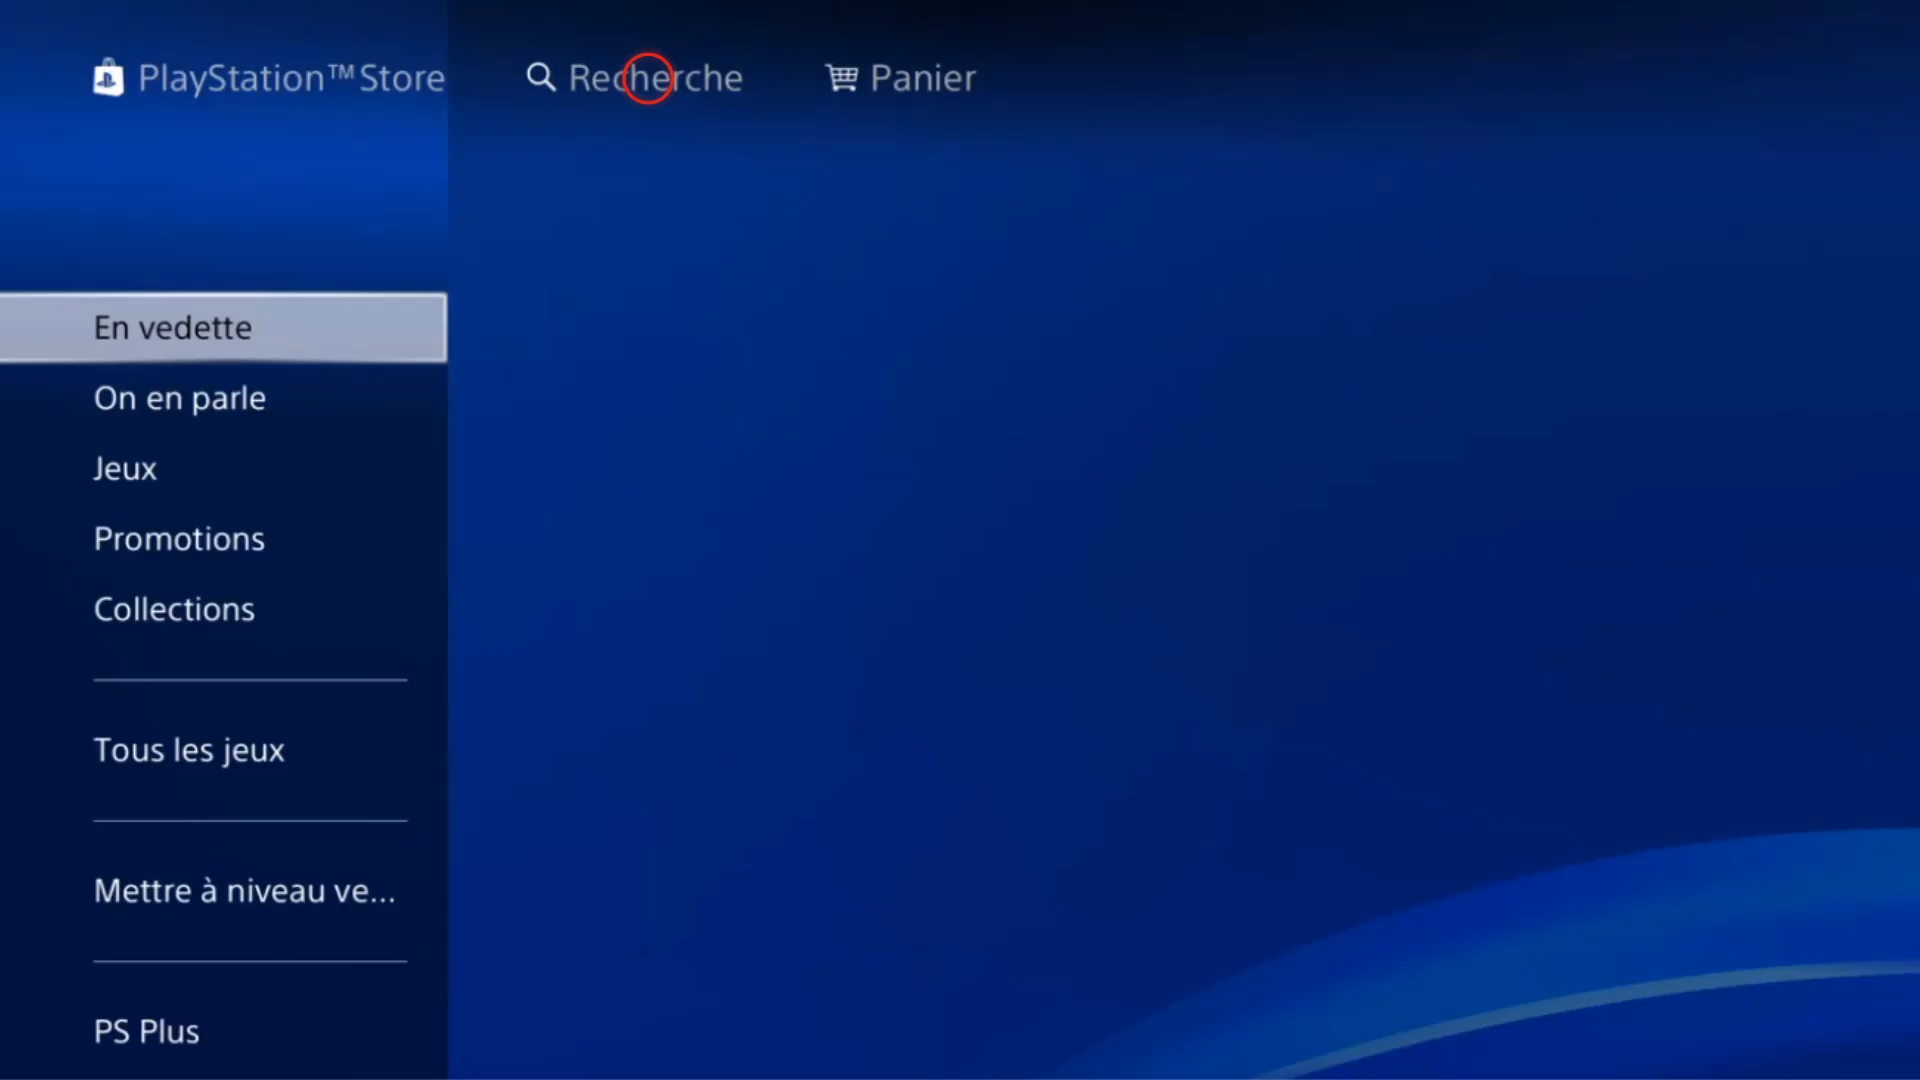 PlayStation™Store
Recherche
Panier
En vedette
On en parle
Jeux
Promotions
Collections
Tous les jeux
Mettre à niveau ve...
PS Plus